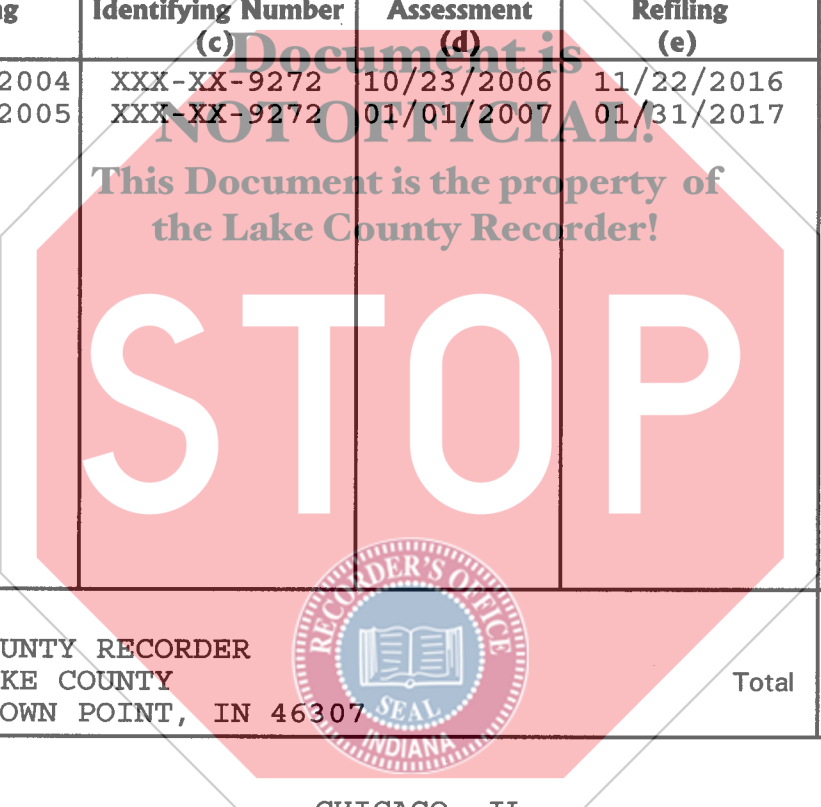 ng Identifying Number Assessment Refiling
(c) (d) (e)
Document is
2004 XXX-XX-9272 10/23/2006 11/22/2016
2005 XXX-XX-9272 01/01/2007 01/31/2017
NOT OFFICIAL!
This Document is the property of
the Lake County Recorder!
STOP
RECORDER'S OFFICE
SEAL
INDIANA
UNTY RECORDER
KE COUNTY
OWN POINT, IN 46307
Total